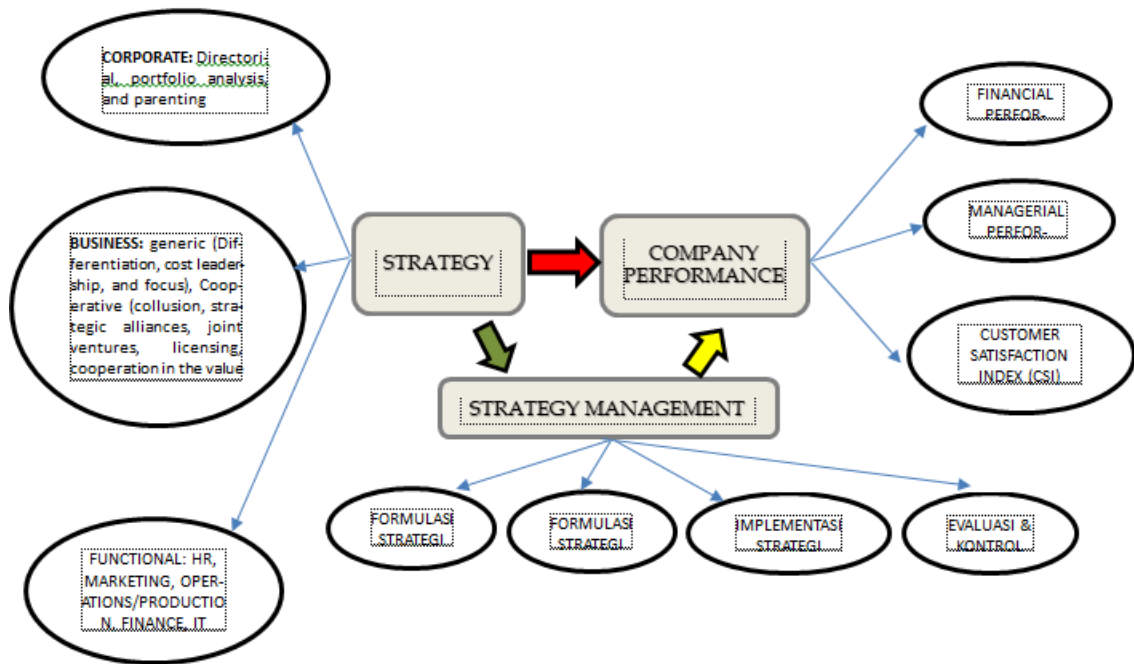 CORPORATE: Directori-
al, portfolio analysis,
and parenting
BUSINESS: generic (Dif-
ferentiation, cost leader-
ship, and focus), Coop-
erative (collusion, stra-
tegic alliances, joint
ventures, licensing,
cooperation in the value
FUNCTIONAL: HR,
MARKETING, OPER-
ATIONS/PRODUCTIO
N, FINANCE, IT
STRATEGY
COMPANY
PERFORMANCE
STRATEGY MANAGEMENT
FORMULASI
STRATEGI
FORMULASI
STRATEGI
IMPLEMENTASI
STRATEGI
EVALUASI &
KONTROL
FINANCIAL
PERFOR-
MANAGERIAL
PERFOR-
CUSTOMER
SATISFACTION
INDEX (CSI)